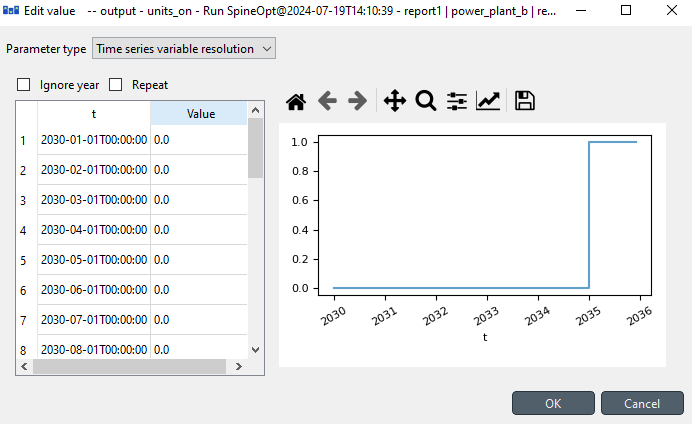 Edit value -- output - units_on - Run SpineOpt@2024-07-19T14:10:39 - report1 | power_plant_b | re...
Parameter type Time series variable resolution
Ignore year Repeat
t Value
1 2030-01-01T00:00:00 0.0
2 2030-02-01T00:00:00 0.0
3 2030-03-01T00:00:00 0.0
4 2030-04-01T00:00:00 0.0
5 2030-05-01T00:00:00 0.0
6 2030-06-01T00:00:00 0.0
7 2030-07-01T00:00:00 0.0
8 2030-08-01T00:00:00 0.0
1.0
0.8
0.6
0.4
0.2
0.0
2030 2031 2032 2033 2034 2035 2036
t
OK Cancel